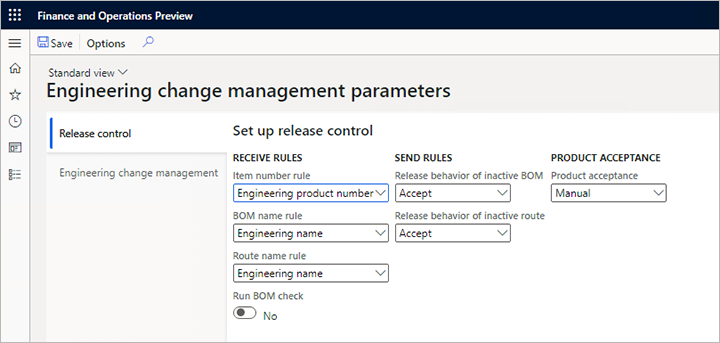 Finance and Operations Preview
Save Options
Standard view
Engineering change management parameters
Release control
Engineering change management
Set up release control
RECEIVE RULES
Item number rule
Engineering product number
BOM name rule
Engineering name
Route name rule
Engineering name
Run BOM check
No
SEND RULES
Release behavior of inactive BOM
Accept
Release behavior of inactive route
Accept
PRODUCT ACCEPTANCE
Product acceptance
Manual